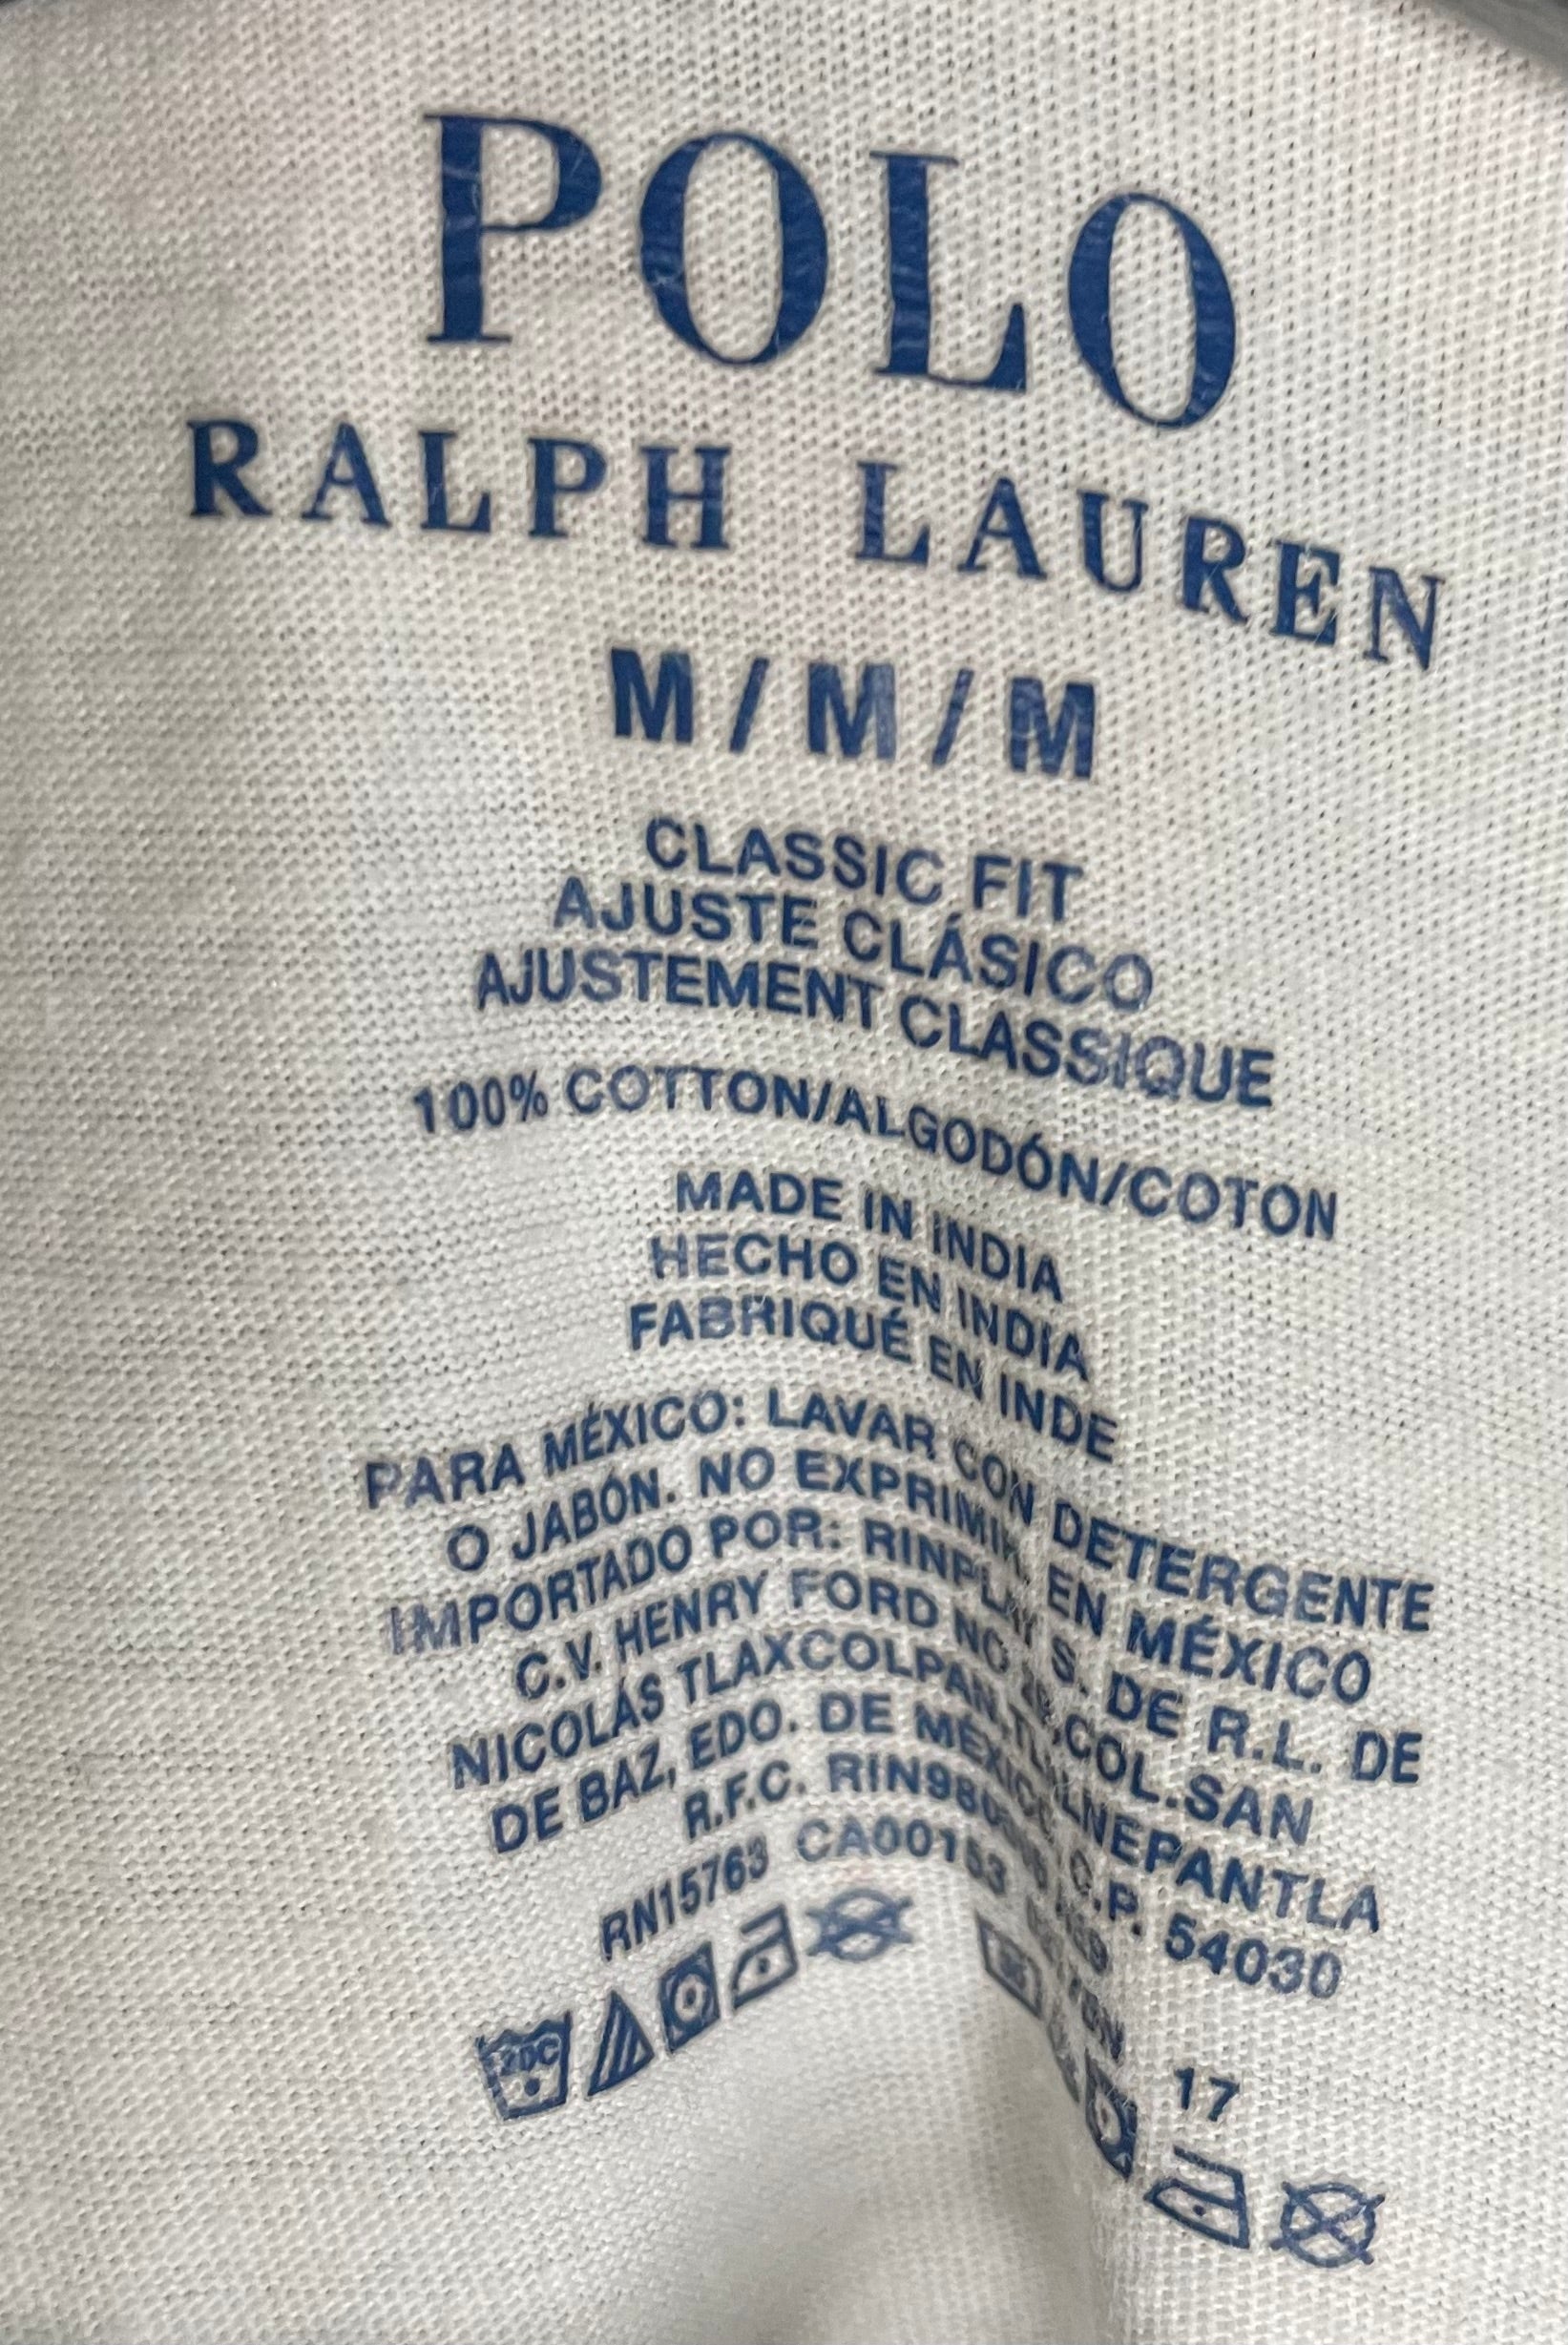 POLO
RALPH LAUREN
M / M / M
CLASSIC FIT
AJUSTE CLÁSICO
AJUSTEMENT CLASSIQUE
100% COTTON/ALGODÓN/COTON
MADE IN INDIA
HECHO EN INDIA
FABRIQUÉ EN INDE
PARA MÉXICO: LAVAR CON DETERGENTE
O JABÓN. NO EXPRIMIR EN MÉXICO
IMPORTADO POR: RINPLAY S. DE R.L. DE
C.V. HENRY FORD NO COL.SAN
NICOLÁS TLAXCOLPAN,TLALNEPANTLA
DE BAZ, EDO. DE MÉXICO C.P. 54030
R.F.C.
RN15763 CA00153
17